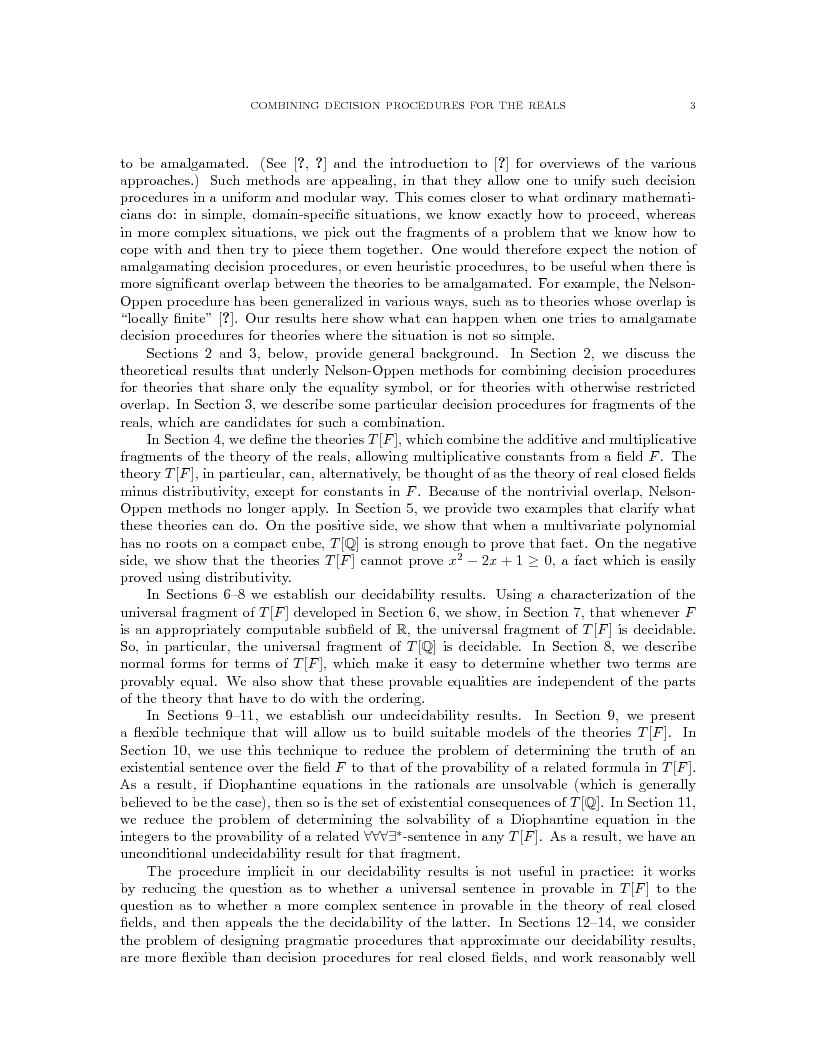 COMBINING DECISION PROCEDURES FOR THE REALS 3
to be amalgamated. (See [?, ?] and the introduction to [?] for overviews of the various
approaches.) Such methods are appealing, in that they allow one to unify such decision
procedures in a uniform and modular way. This comes closer to what ordinary mathemati-
cians do: in simple, domain-specific situations, we know exactly how to proceed, whereas
in more complex situations, we pick out the fragments of a problem that we know how to
cope with and then try to piece them together. One would therefore expect the notion of
amalgamating decision procedures, or even heuristic procedures, to be useful when there is
more significant overlap between the theories to be amalgamated. For example, the Nelson-
Oppen procedure has been generalized in various ways, such as to theories whose overlap is
“locally finite” [?]. Our results here show what can happen when one tries to amalgamate
decision procedures for theories where the situation is not so simple.
Sections 2 and 3, below, provide general background. In Section 2, we discuss the
theoretical results that underly Nelson-Oppen methods for combining decision procedures
for theories that share only the equality symbol, or for theories with otherwise restricted
overlap. In Section 3, we describe some particular decision procedures for fragments of the
reals, which are candidates for such a combination.
In Section 4, we define the theories T[F], which combine the additive and multiplicative
fragments of the theory of the reals, allowing multiplicative constants from a field F. The
theory T[F], in particular, can, alternatively, be thought of as the theory of real closed fields
minus distributivity, except for constants in F. Because of the nontrivial overlap, Nelson-
Oppen methods no longer apply. In Section 5, we provide two examples that clarify what
these theories can do. On the positive side, we show that when a multivariate polynomial
has no roots on a compact cube, T[ℚ] is strong enough to prove that fact. On the negative
side, we show that the theories T[F] cannot prove x² − 2x + 1 ≥ 0, a fact which is easily
proved using distributivity.
In Sections 6–8 we establish our decidability results. Using a characterization of the
universal fragment of T[F] developed in Section 6, we show, in Section 7, that whenever F
is an appropriately computable subfield of ℝ, the universal fragment of T[F] is decidable.
So, in particular, the universal fragment of T[ℚ] is decidable. In Section 8, we describe
normal forms for terms of T[F], which make it easy to determine whether two terms are
provably equal. We also show that these provable equalities are independent of the parts
of the theory that have to do with the ordering.
In Sections 9–11, we establish our undecidability results. In Section 9, we present
a flexible technique that will allow us to build suitable models of the theories T[F]. In
Section 10, we use this technique to reduce the problem of determining the truth of an
existential sentence over the field F to that of the provability of a related formula in T[F].
As a result, if Diophantine equations in the rationals are unsolvable (which is generally
believed to be the case), then so is the set of existential consequences of T[ℚ]. In Section 11,
we reduce the problem of determining the solvability of a Diophantine equation in the
integers to the provability of a related ∀∀∀∃*-sentence in any T[F]. As a result, we have an
unconditional undecidability result for that fragment.
The procedure implicit in our decidability results is not useful in practice: it works
by reducing the question as to whether a universal sentence in provable in T[F] to the
question as to whether a more complex sentence in provable in the theory of real closed
fields, and then appeals the the decidability of the latter. In Sections 12–14, we consider
the problem of designing pragmatic procedures that approximate our decidability results,
are more flexible than decision procedures for real closed fields, and work reasonably well